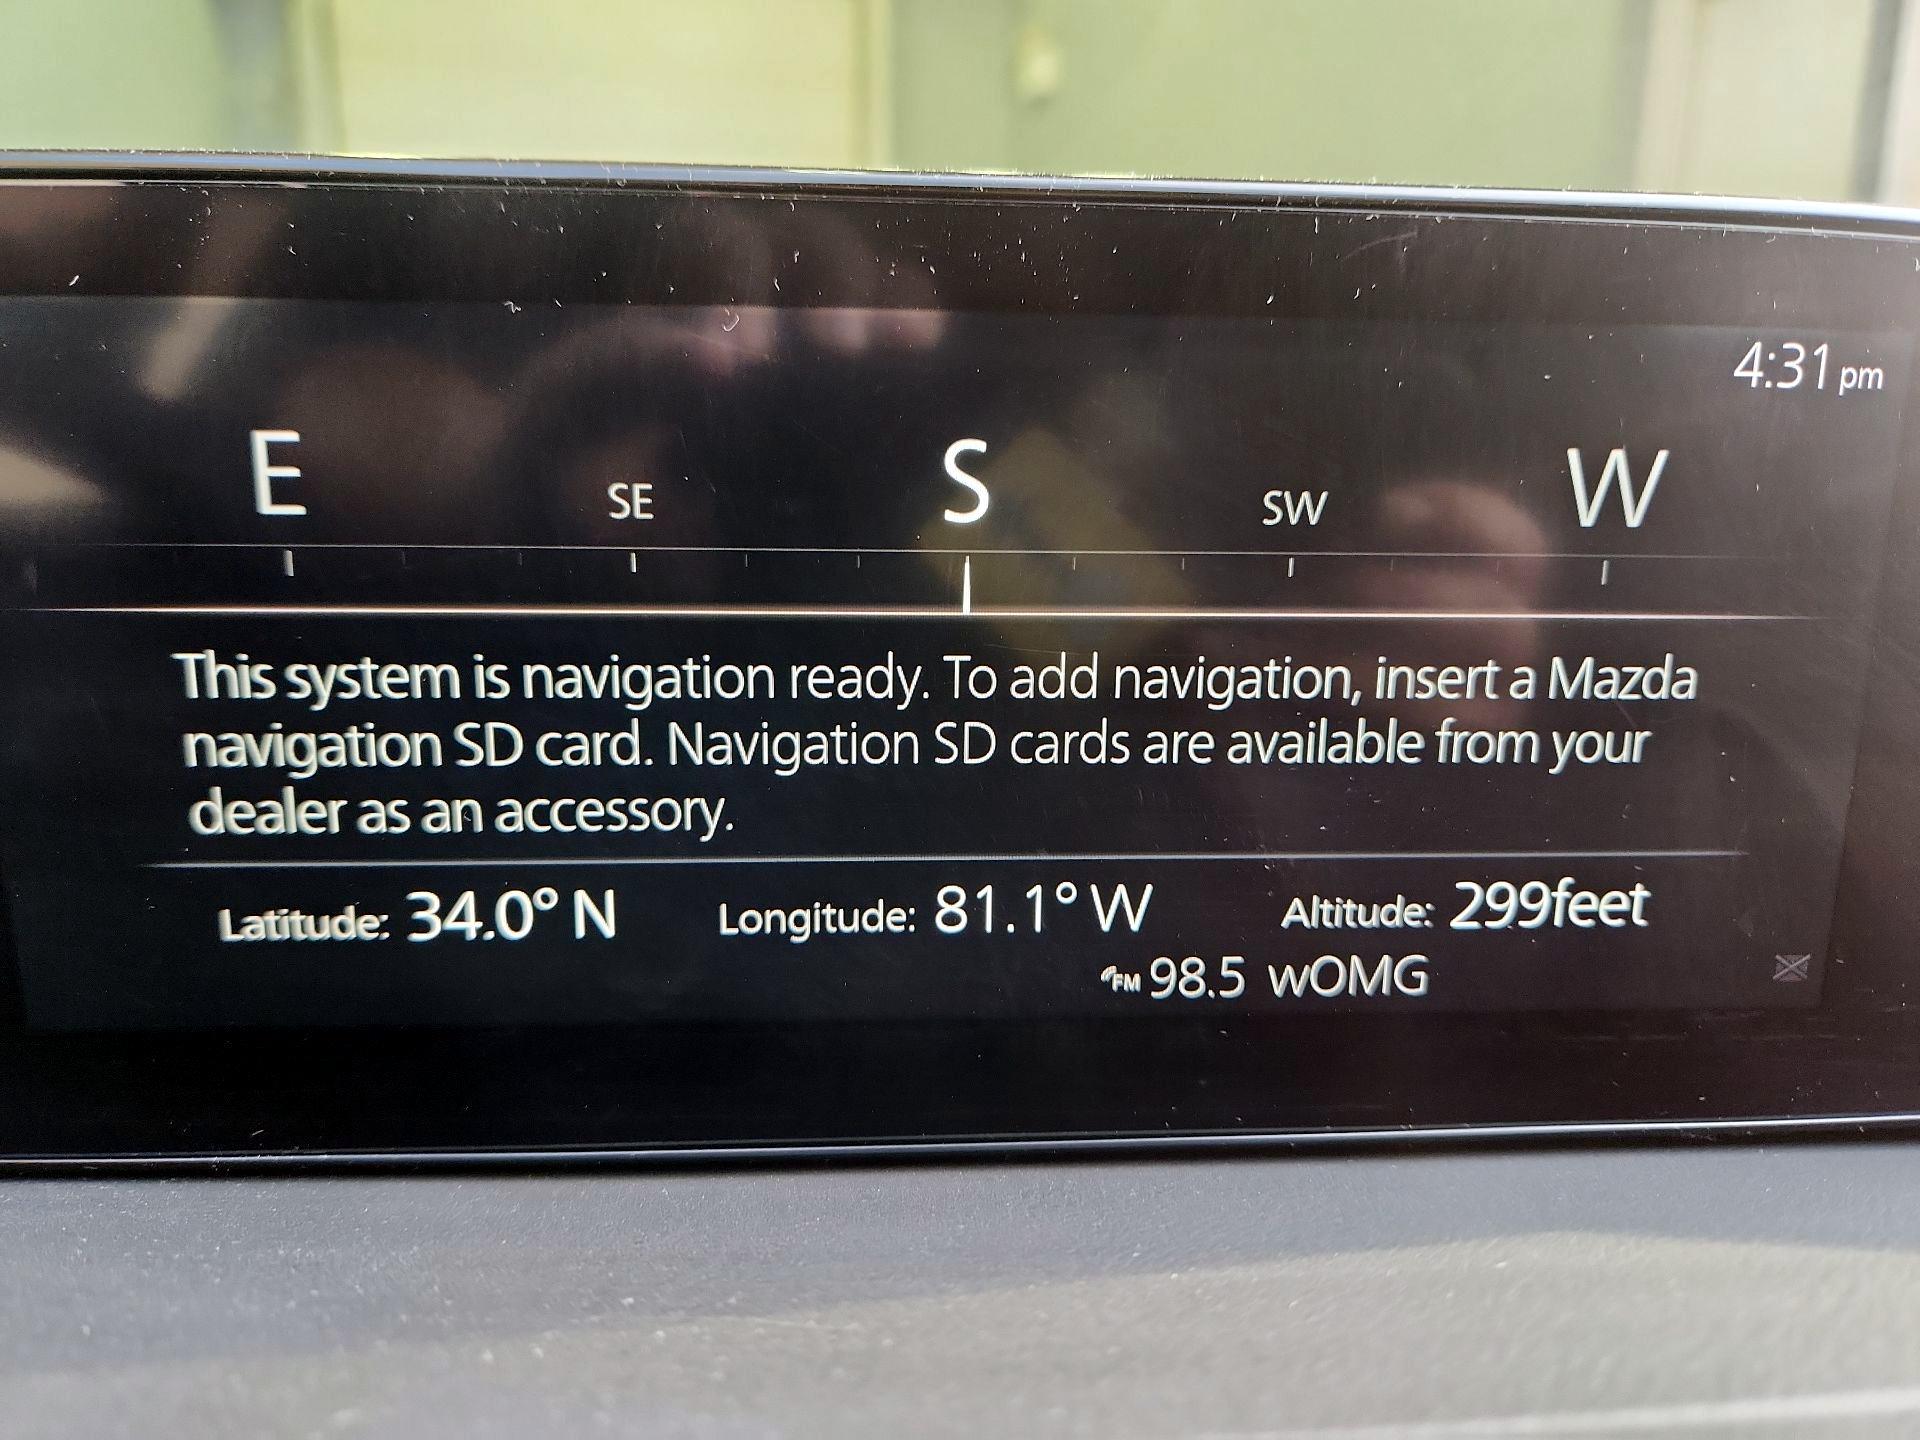 4:31 pm
E SE S SW W
This system is navigation ready. To add navigation, insert a Mazda
navigation SD card. Navigation SD cards are available from your
dealer as an accessory.
Latitude: 34.0° N Longitude: 81.1° W Altitude: 299feet
FM 98.5 wOMG